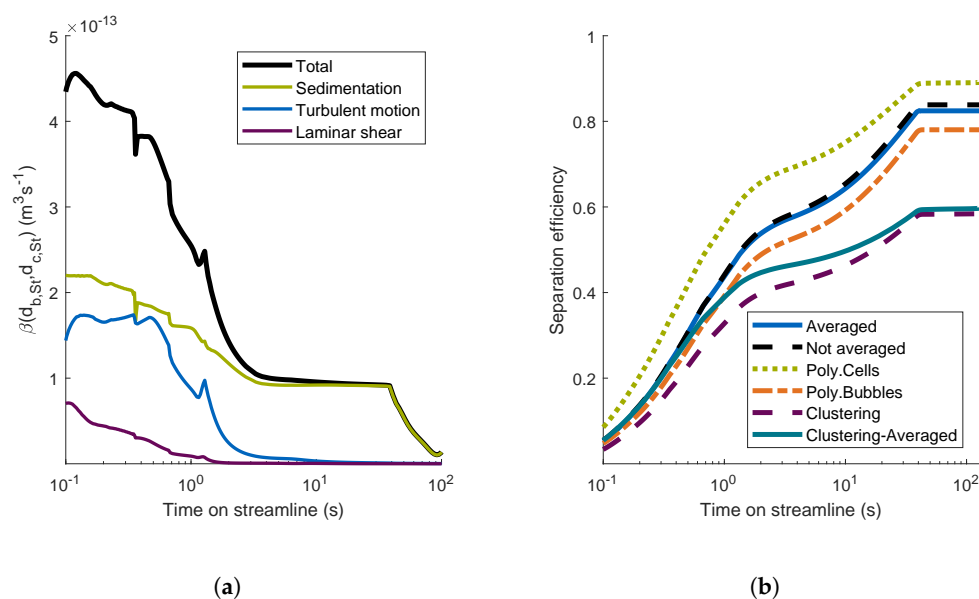 5 ×10⁻¹³
4
3
2
1
β(d_b,St, d_c,St) (m³s⁻¹)
Total
Sedimentation
Turbulent motion
Laminar shear
10⁻¹ 10⁰ 10¹ 10²
Time on streamline (s)
(a)
1
0.8
0.6
0.4
0.2
Separation efficiency
Averaged
Not averaged
Poly.Cells
Poly.Bubbles
Clustering
Clustering-Averaged
10⁻¹ 10⁰ 10¹ 10²
Time on streamline (s)
(b)